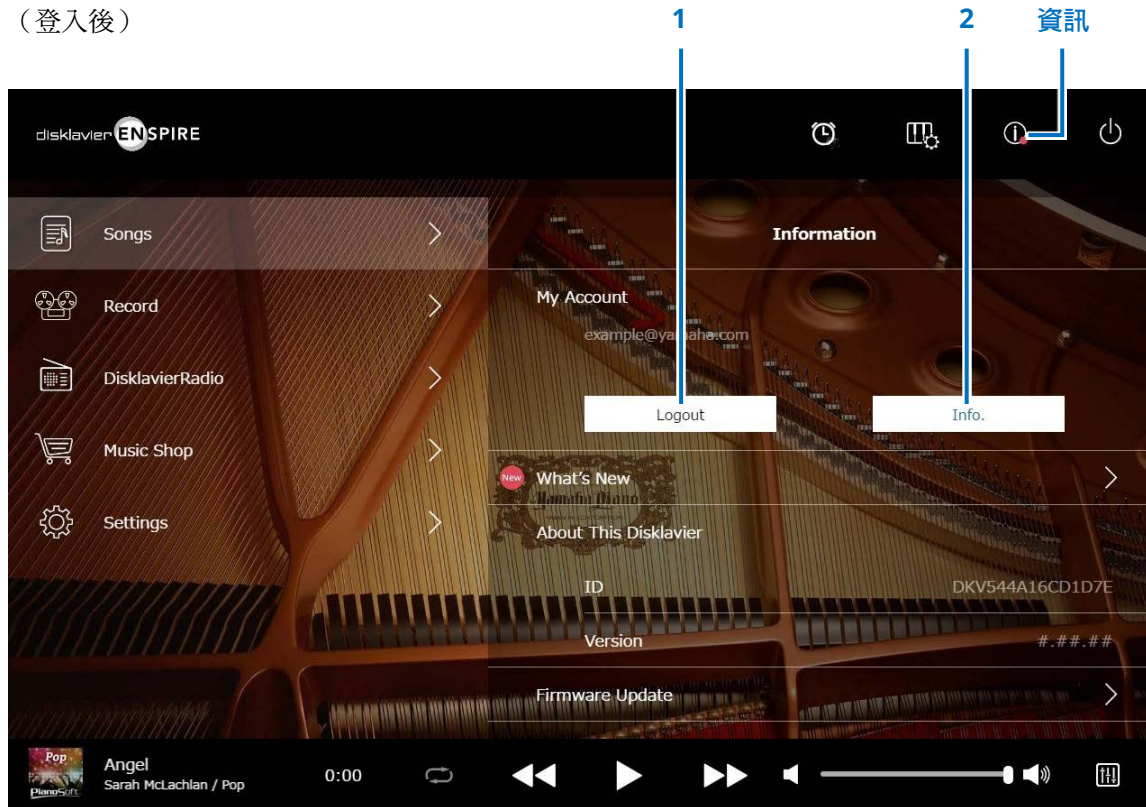 （登入後）
1
2
資訊
disklavier ENSPIRE
Songs
Record
DisklavierRadio
Music Shop
Settings
Information
My Account
example@yamaha.com
Logout
Info.
New
What's New
Yamaha Piano
About This Disklavier
ID
DKV544A16CD1D7E
Version
#.##.##
Firmware Update
Pop
PianoSoft
Angel
Sarah McLachlan / Pop
0:00